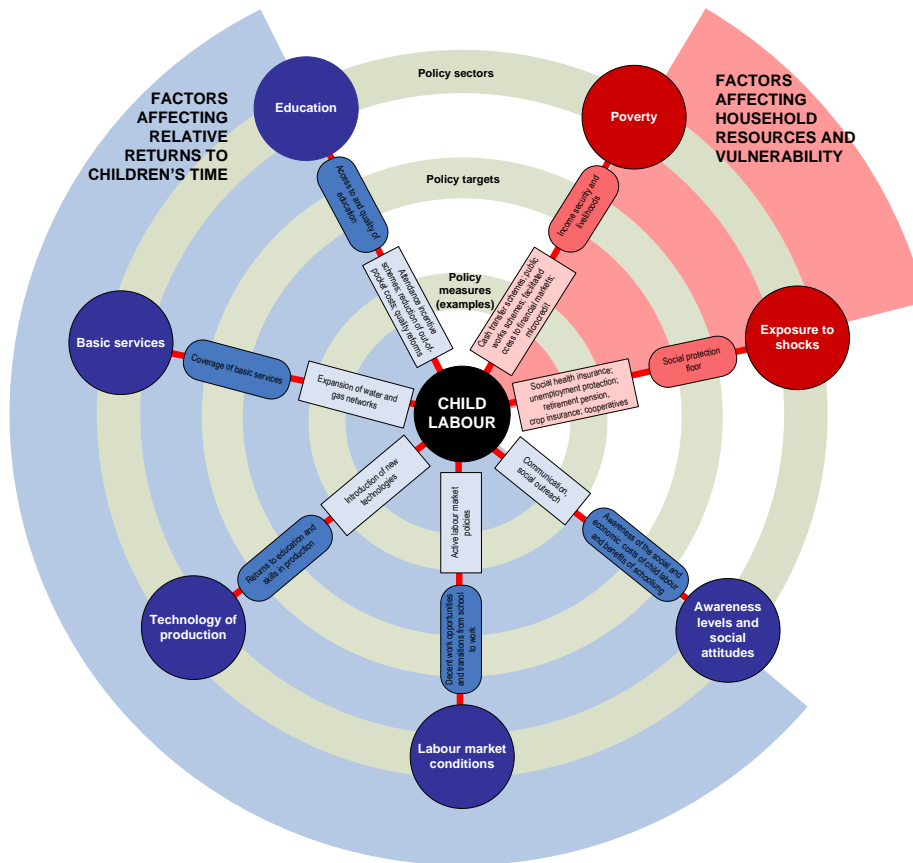 Policy sectors
Policy targets
Policy
measures
(examples)
FACTORS
AFFECTING
RELATIVE
RETURNS TO
CHILDREN'S TIME
FACTORS
AFFECTING
HOUSEHOLD
RESOURCES AND
VULNERABILITY
Education
Access to and quality of
education
Attendance incentive
schemes; reduction of out-of-
pocket costs; quality reforms
Poverty
Income security and
livelihoods
Cash transfer schemes; public
works schemes; facilitated
ccess to financial markets;
microcredit
Basic services
Coverage of basic services
Expansion of water and
gas networks
Exposure to
shocks
Social protection
floor
Social health insurance;
unemployment protection;
retirement pension,
crop insurance; cooperatives
CHILD
LABOUR
Technology of
production
Returns to education and
skills in production
Introduction of new
technologies
Labour market
conditions
Decent work opportunities
and transitions from school
to work
Active labour market
policies
Awareness
levels and
social
attitudes
Awareness of the social and
economic costs of child labour
and benefits of schooliung
Communication,
social outreach